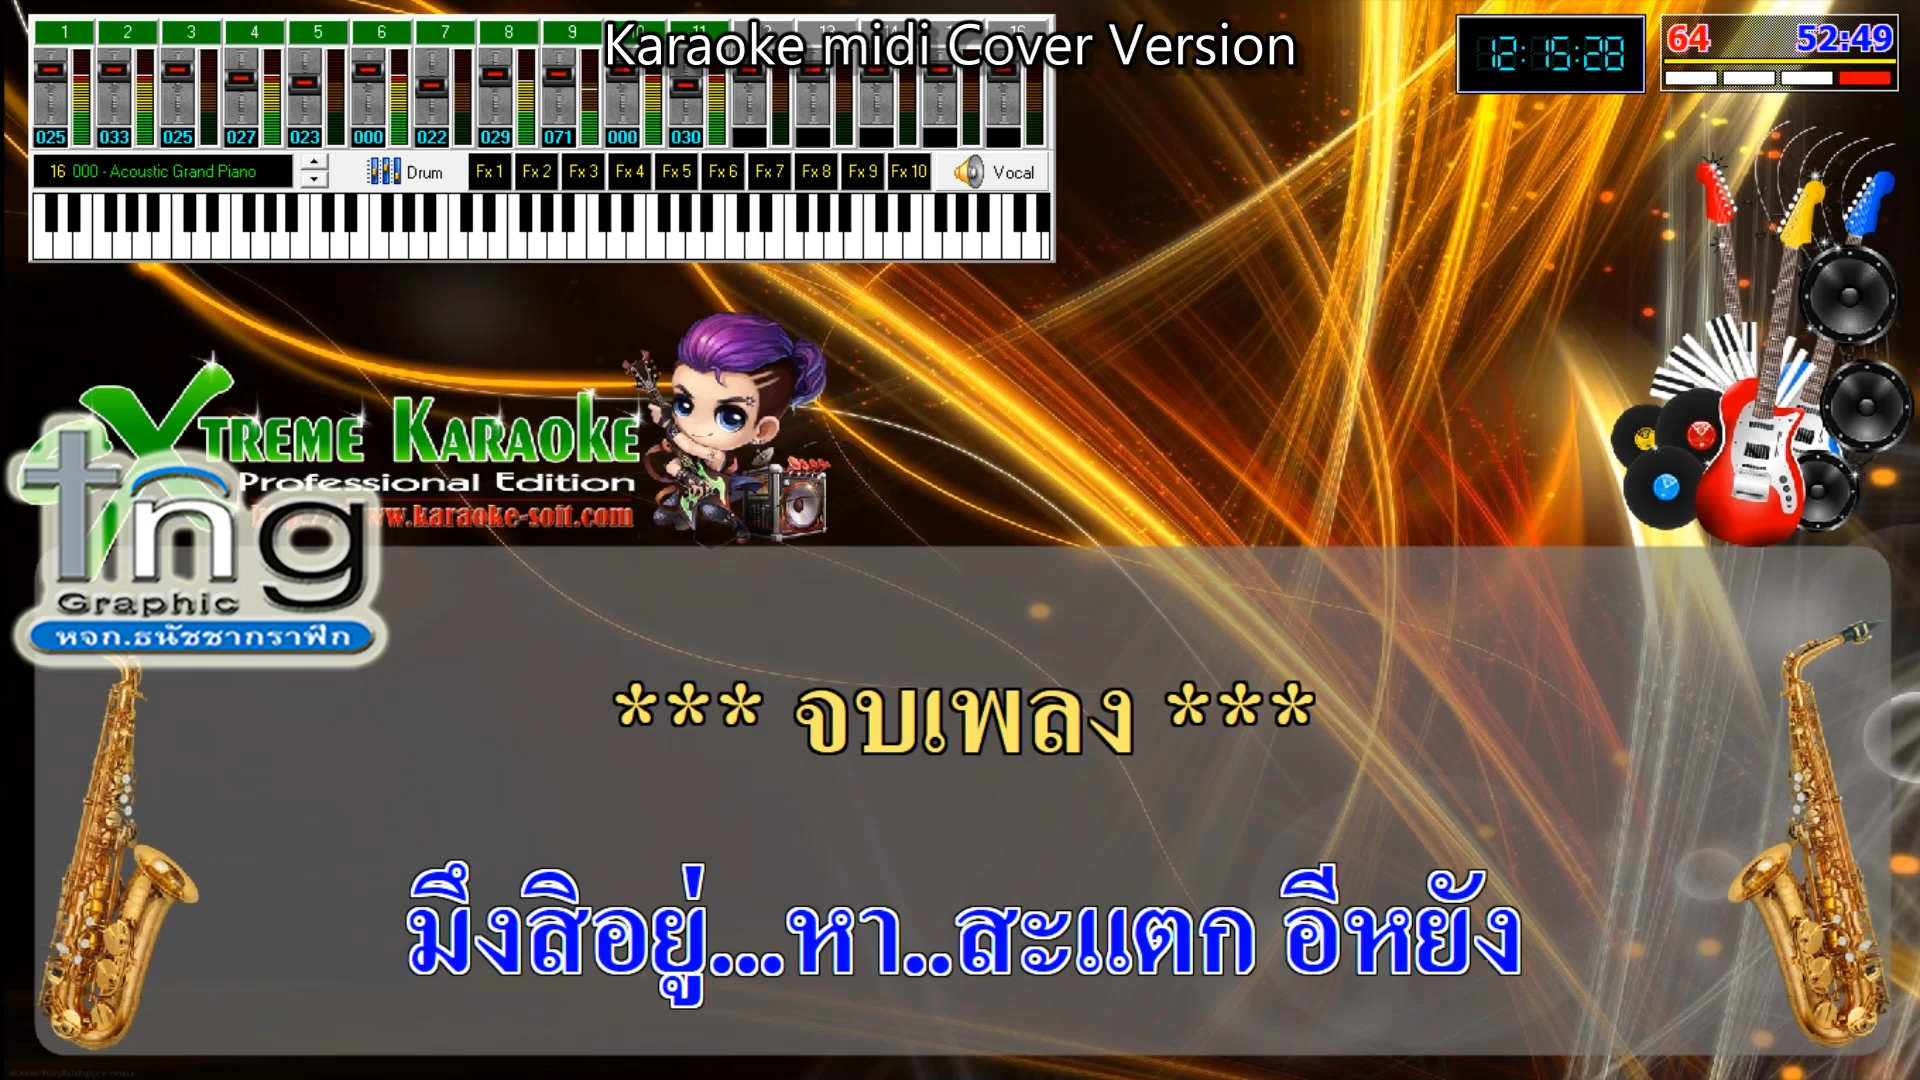 Karaoke midi Cover Version
1 2 3 4 5 6 7 8 9 11
12:15:28
64 52:49
025 033 025 027 023 000 022 029 071 000 030
16 000 - Acoustic Grand Piano
Drum
Fx 1 Fx 2 Fx 3 Fx 4 Fx 5 Fx 6 Fx 7 Fx 8 Fx 9 Fx 10
Vocal
XTREME KARAOKE
Professional Edition
www.karaoke-soft.com
tng
Graphic
หจก.ธนัชชากราฟิก
*** จบเพลง ***
มึงสิอยู่...หา..สะแตก อีหยัง